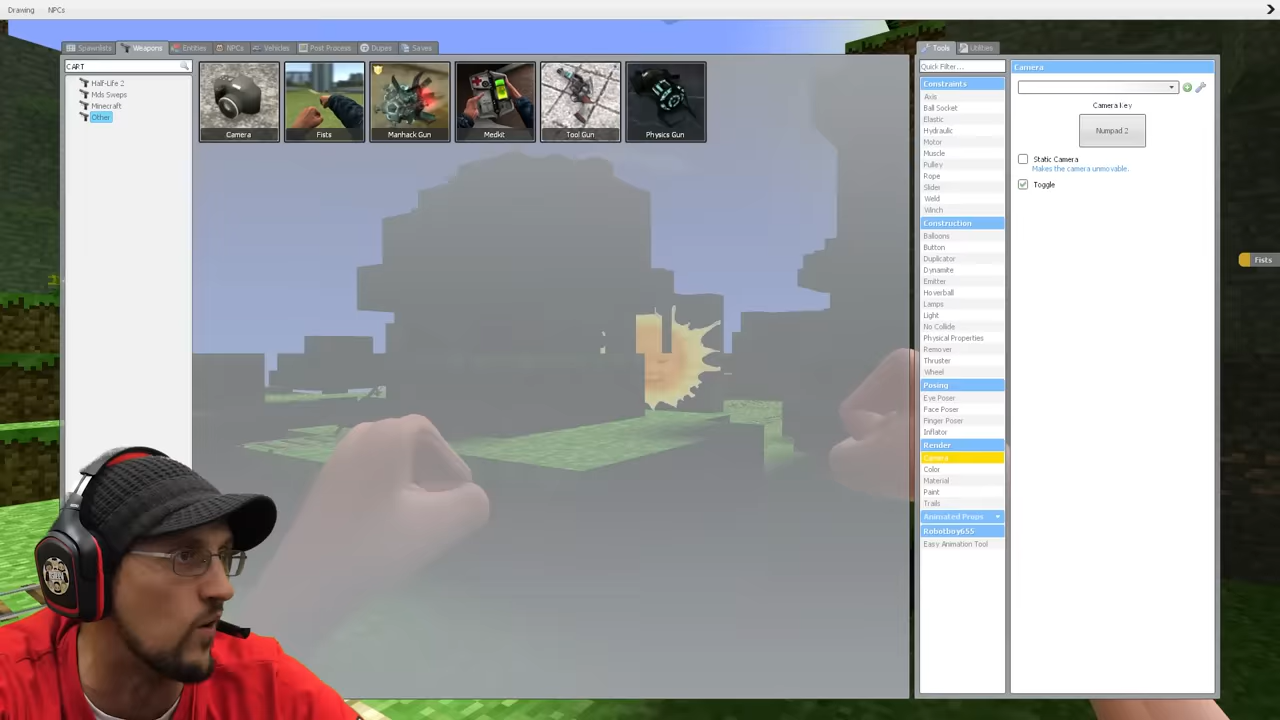 Drawing NPCs
Spawnlists Weapons Entities NPCs Vehicles Post Process Dupes Saves
CART
Half-Life 2
Mds Sweps
Minecraft
Other
Camera Fists Manhack Gun Medkit Tool Gun Physics Gun
Tools Utilities
Quick Filter...
Constraints
Axis
Ball Socket
Elastic
Hydraulic
Motor
Muscle
Pulley
Rope
Slider
Weld
Winch
Construction
Balloons
Button
Duplicator
Dynamite
Emitter
Hoverball
Lamps
Light
No Collide
Physical Properties
Remover
Thruster
Wheel
Posing
Eye Poser
Face Poser
Finger Poser
Inflator
Render
Camera
Color
Material
Paint
Trails
Animated Props
Robotboy655
Easy Animation Tool
Camera
Camera Key
Numpad 2
Static Camera
Makes the camera unmovable.
Toggle
Fists